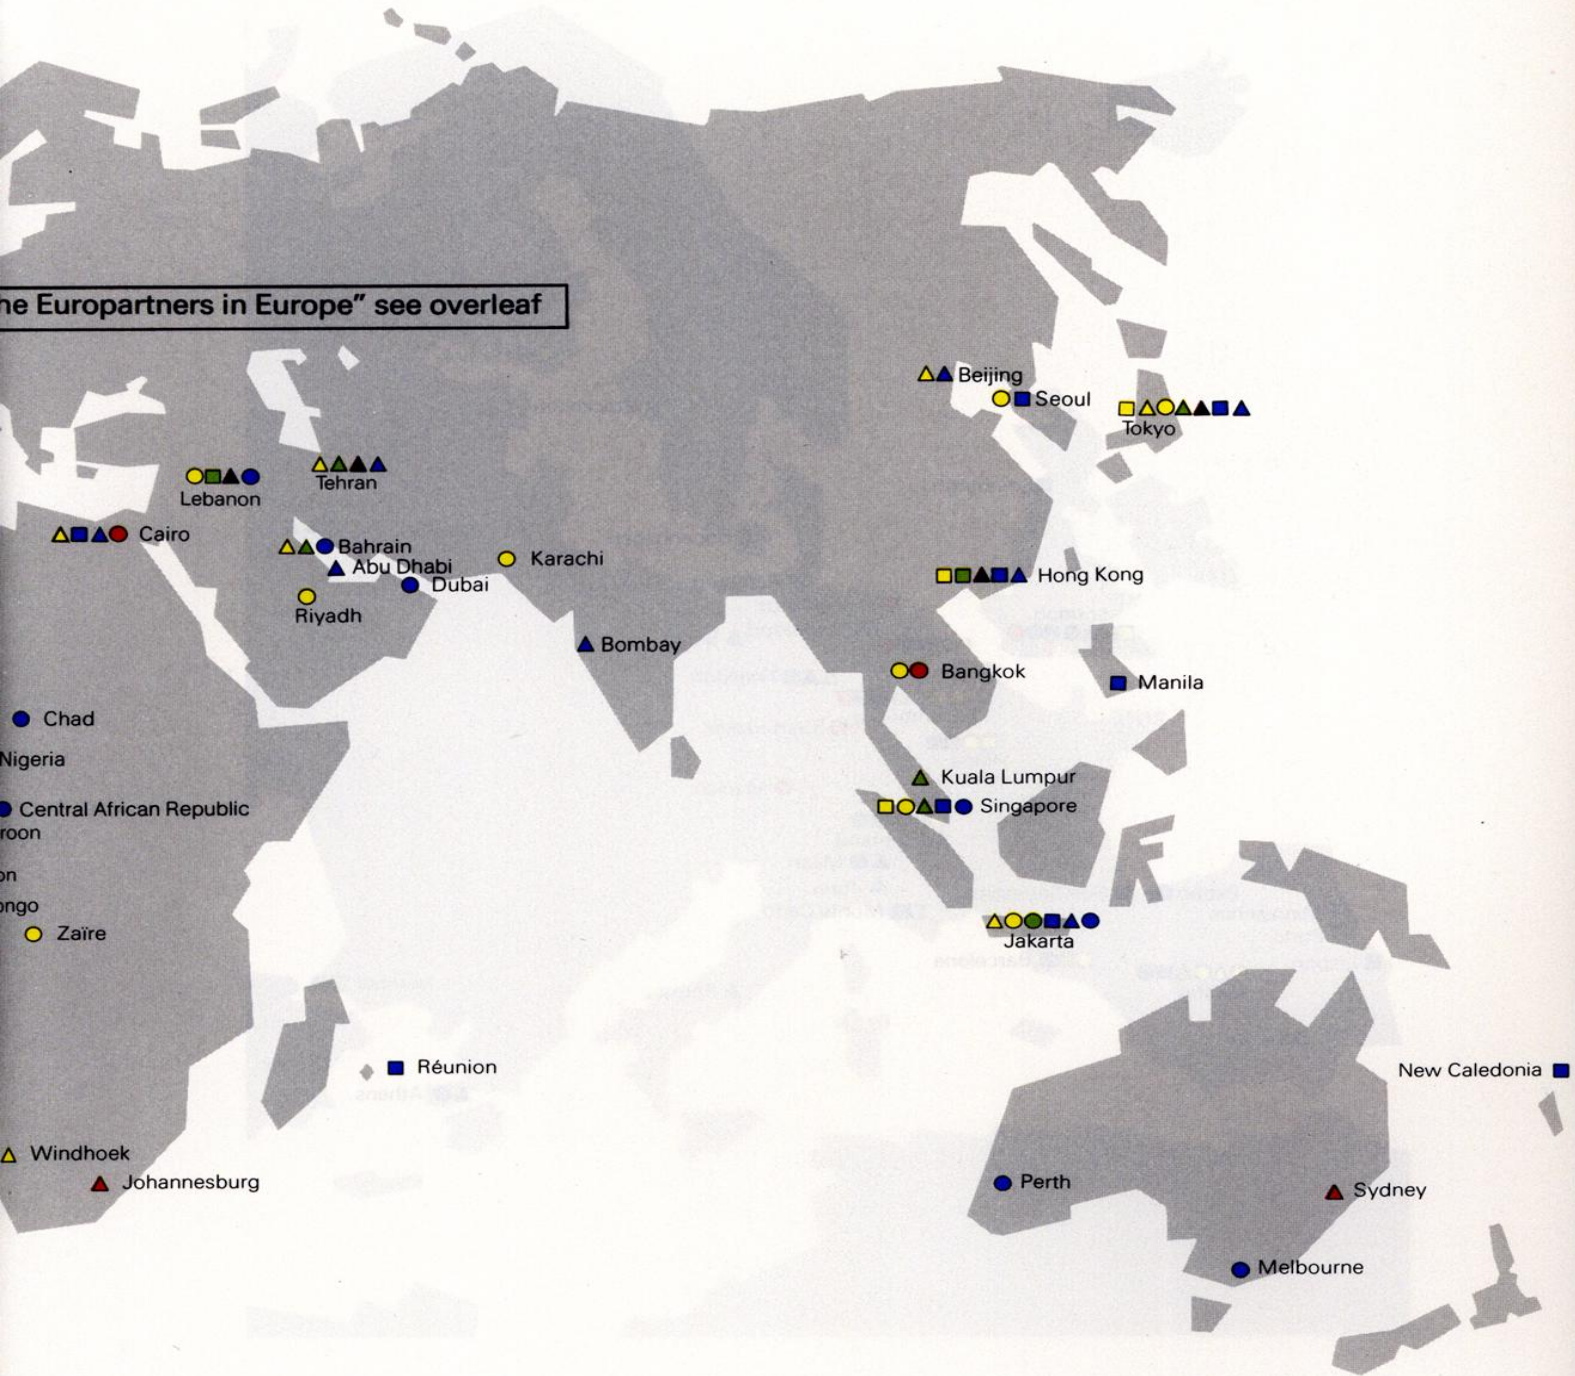 he Europartners in Europe” see overleaf
Beijing
Seoul
Tokyo
Lebanon
Tehran
Cairo
Bahrain
Abu Dhabi
Dubai
Karachi
Riyadh
Hong Kong
Bombay
Bangkok
Manila
Chad
Nigeria
Kuala Lumpur
Central African Republic
Singapore
roon
on
ongo
Zaïre
Jakarta
Réunion
New Caledonia
Windhoek
Johannesburg
Perth
Sydney
Melbourne